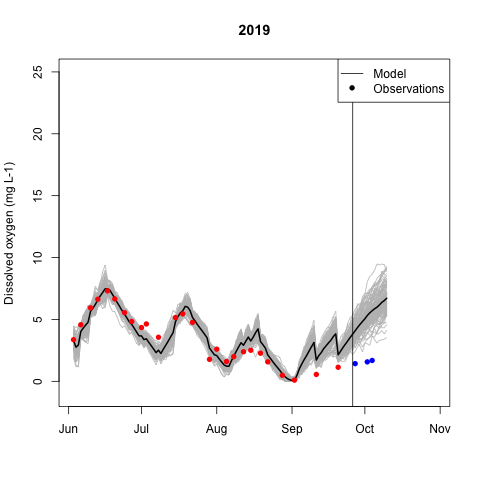 2019
Model
Observations
Dissolved oxygen (mg L-1)
25
20
15
10
5
0
Jun Jul Aug Sep Oct Nov